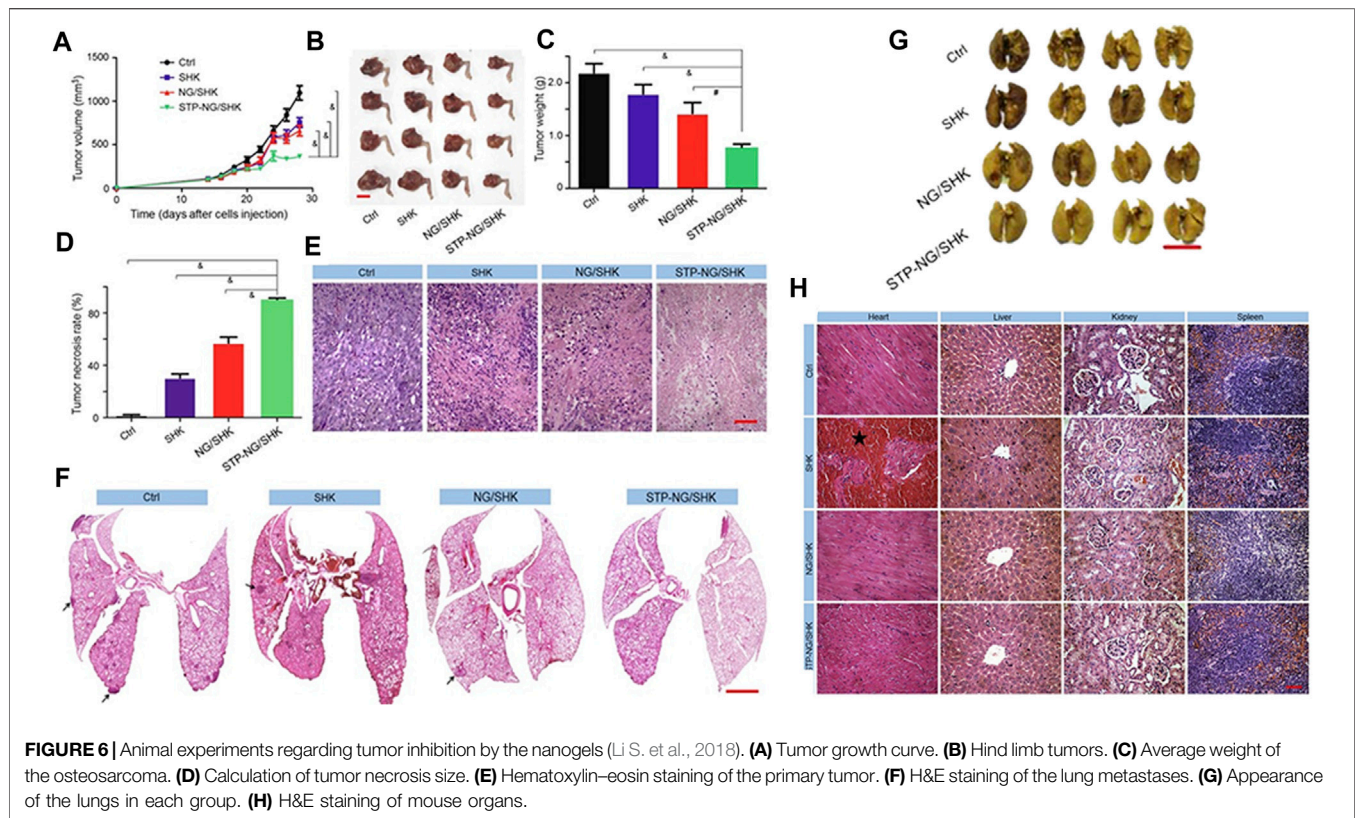 A
Tumor volume (mm³)
1500
1000
500
0
Ctrl
SHK
NG/SHK
STP-NG/SHK
&
&
&
0
10
20
30
Time (days after cells injection)
B
Ctrl
SHK
NG/SHK
STP-NG/SHK
C
Tumor weight (g)
2.0
1.0
0
&
&
#
Ctrl
SHK
NG/SHK
STP-NG/SHK
D
Tumor necrosis rate (%)
80
40
0
&
&
&
Ctrl
SHK
NG/SHK
STP-NG/SHK
E
Ctrl
SHK
NG/SHK
STP-NG/SHK
F
Ctrl
SHK
NG/SHK
STP-NG/SHK
G
Ctrl
SHK
NG/SHK
STP-NG/SHK
H
Heart
Liver
Kidney
Spleen
Ctrl
SHK
NG/SHK
ITP-NG/SHK
FIGURE 6 | Animal experiments regarding tumor inhibition by the nanogels (Li S. et al., 2018). (A) Tumor growth curve. (B) Hind limb tumors. (C) Average weight of
the osteosarcoma. (D) Calculation of tumor necrosis size. (E) Hematoxylin–eosin staining of the primary tumor. (F) H&E staining of the lung metastases. (G) Appearance
of the lungs in each group. (H) H&E staining of mouse organs.